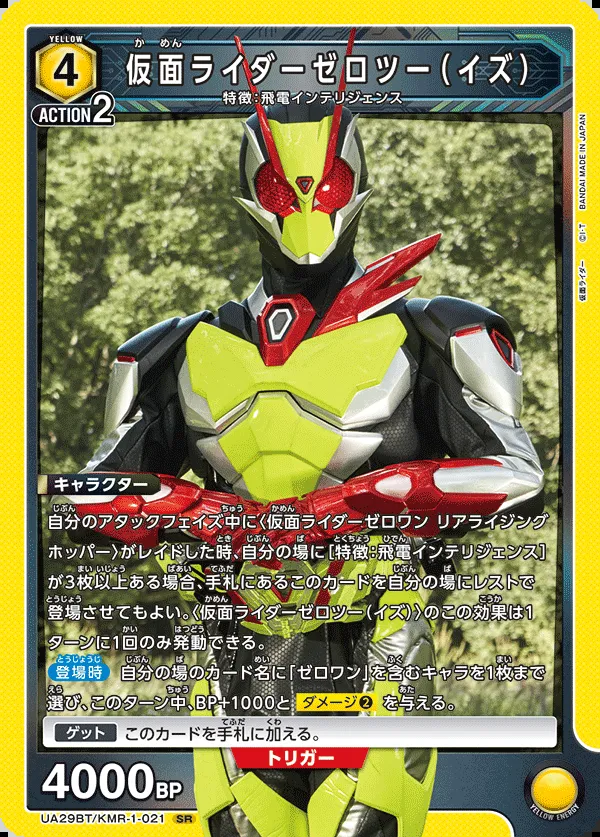 YELLOW
4
ACTION2
仮面ライダーゼロツー(イズ)
特徴:飛電インテリジェンス
仮面ライダー ©I・T BANDAI MADE IN JAPAN
キャラクター
自分のアタックフェイズ中に〈仮面ライダーゼロワン リアライジング
ホッパー〉がレイドした時、自分の場に[特徴:飛電インテリジェンス]
が3枚以上ある場合、手札にあるこのカードを自分の場にレストで
登場させてもよい。〈仮面ライダーゼロツー(イズ)〉のこの効果は1
ターンに1回のみ発動できる。
登場時 自分の場のカード名に「ゼロワン」を含むキャラを1枚まで
選び、このターン中、BP+1000と、ダメージ❷を与える。
ゲット このカードを手札に加える。
トリガー
4000BP
UA29BT/KMR-1-021 SR
YELLOW ENERGY